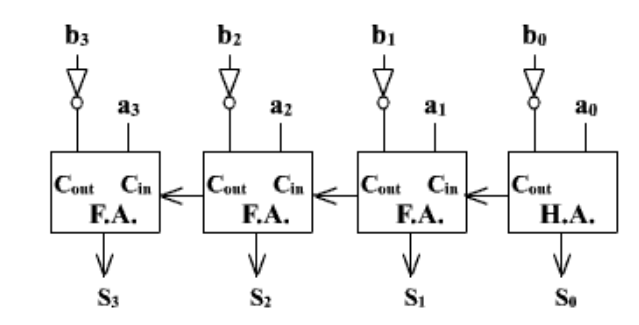 b₃ b₂ b₁ b₀
a₃ a₂ a₁ a₀
Cout Cin Cout Cin Cout Cin Cout
F.A. F.A. F.A. H.A.
S₃ S₂ S₁ S₀